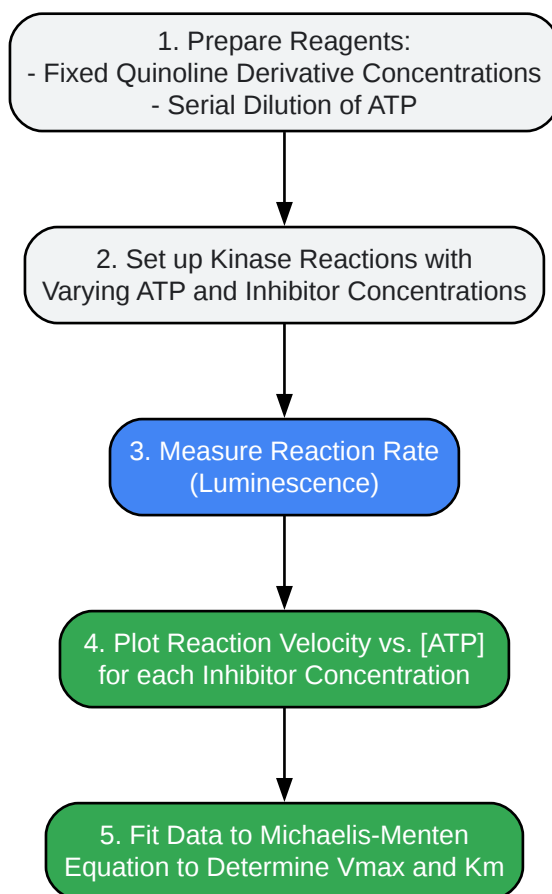 1. Prepare Reagents:
- Fixed Quinoline Derivative Concentrations
- Serial Dilution of ATP
2. Set up Kinase Reactions with
Varying ATP and Inhibitor Concentrations
3. Measure Reaction Rate
(Luminescence)
4. Plot Reaction Velocity vs. [ATP]
for each Inhibitor Concentration
5. Fit Data to Michaelis-Menten
Equation to Determine Vmax and Km